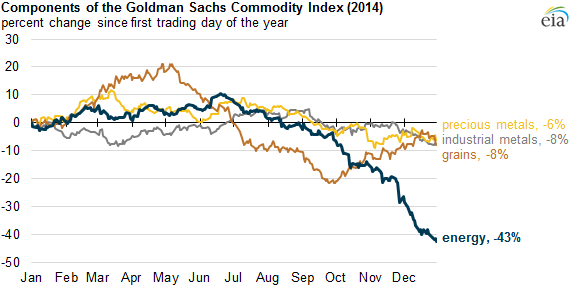 Components of the Goldman Sachs Commodity Index (2014)
percent change since first trading day of the year
eia
30
20
10
0
-10
-20
-30
-40
-50
precious metals, -6%
industrial metals, -8%
grains, -8%
energy, -43%
Jan Feb Mar Apr May Jun Jul Aug Sep Oct Nov Dec